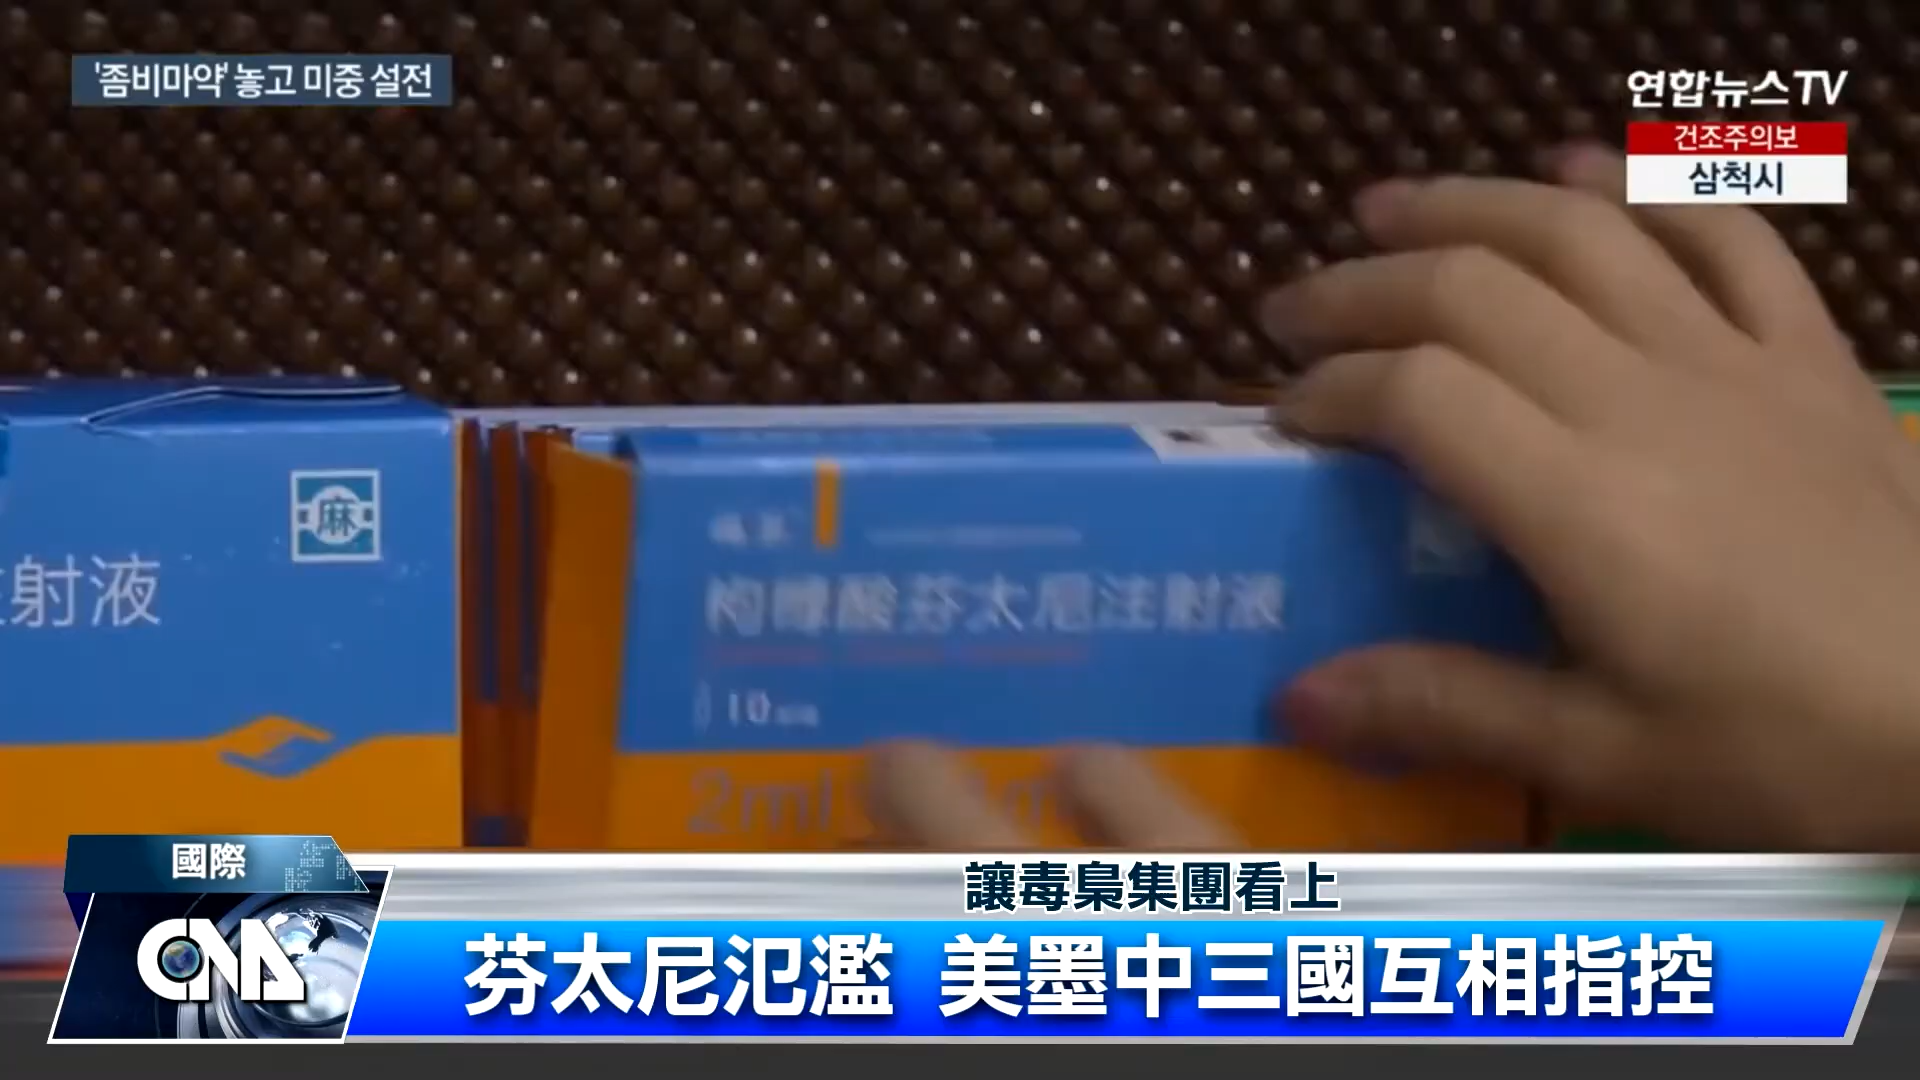 '좀비마약' 놓고 미중 설전
연합뉴스TV
건조주의보
삼척시
麻
射液
枸橼酸芬太尼注射液
10
2ml
國際
讓毒梟集團看上
CNA
芬太尼氾濫 美墨中三國互相指控